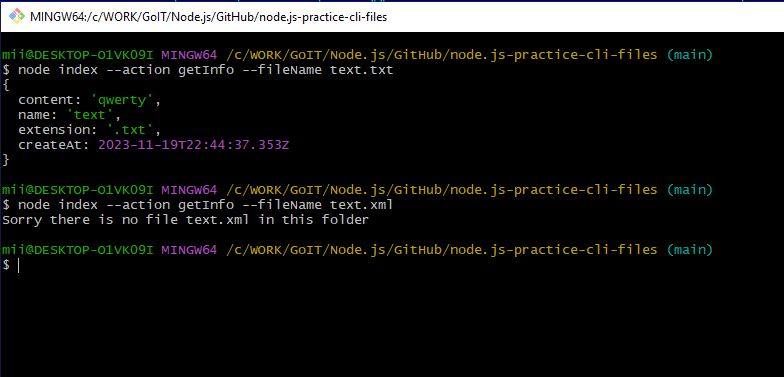 MINGW64:/c/WORK/GoIT/Node.js/GitHub/node.js-practice-cli-files
mii@DESKTOP-O1VKO9I MINGW64 /c/WORK/GoIT/Node.js/GitHub/node.js-practice-cli-files (main)
$ node index --action getInfo --fileName text.txt
{
  content: 'qwerty',
  name: 'text',
  extension: '.txt',
  createAt: 2023-11-19T22:44:37.353Z
}
mii@DESKTOP-O1VKO9I MINGW64 /c/WORK/GoIT/Node.js/GitHub/node.js-practice-cli-files (main)
$ node index --action getInfo --fileName text.xml
Sorry there is no file text.xml in this folder
mii@DESKTOP-O1VKO9I MINGW64 /c/WORK/GoIT/Node.js/GitHub/node.js-practice-cli-files (main)
$